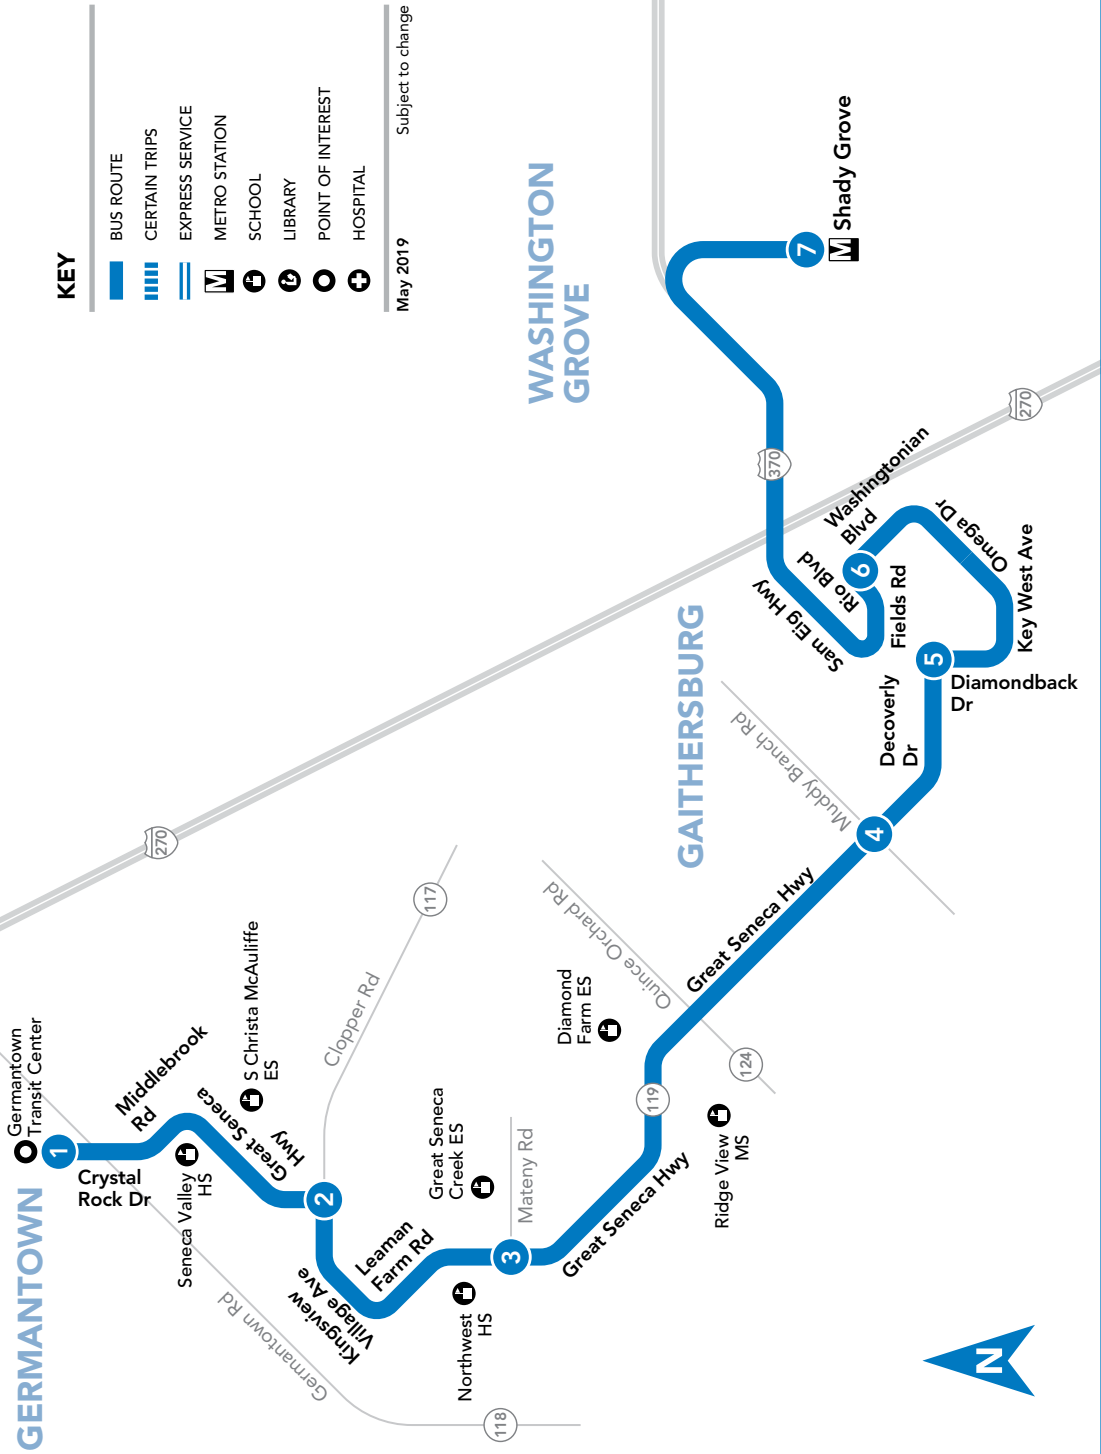 KEY
BUS ROUTE
CERTAIN TRIPS
EXPRESS SERVICE
METRO STATION
SCHOOL
LIBRARY
POINT OF INTEREST
HOSPITAL
May 2019
Subject to change
GERMANTOWN
Germantown
Transit Center
1
Crystal
Rock Dr
Middlebrook
Rd
Seneca Valley
HS
Great Seneca
Hwy
S Christa McAuliffe
ES
Germantown Rd
118
2
Clopper Rd
117
270
Kingsview
Village Ave
Leaman
Farm Rd
Great Seneca
Creek ES
Northwest
HS
3
Mateny Rd
Great Seneca Hwy
119
Diamond
Farm ES
Ridge View
MS
Quince Orchard Rd
124
Great Seneca Hwy
GAITHERSBURG
Muddy Branch Rd
4
Decoverly
Dr
5
Diamondback
Dr
Key West Ave
Omega Dr
Washingtonian
Blvd
6
Rio Blvd
Fields Rd
Sam Eig Hwy
370
270
WASHINGTON
GROVE
7
M Shady Grove
M
N